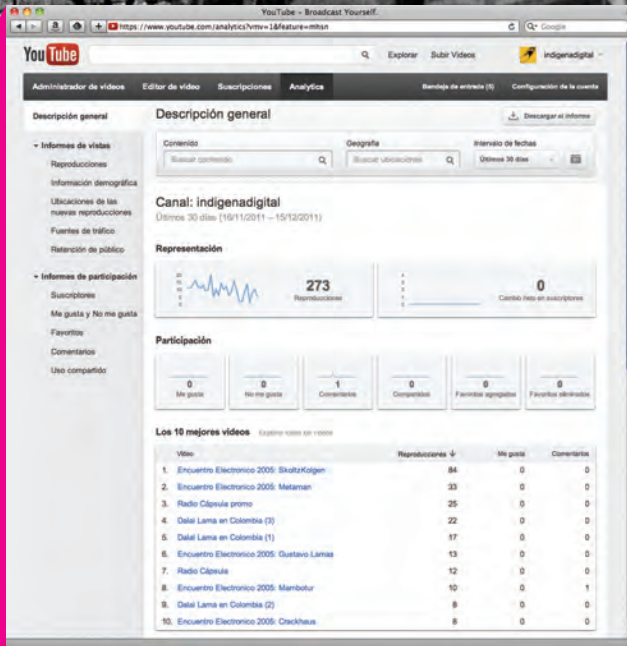 YouTube - Broadcast Yourself.
https://www.youtube.com/analytics?vmv=1&feature=mhsn
Google
YouTube
Explorar Subir Videos indigenadigital
Administrador de videos Editor de video Suscripciones Analytics Bandeja de entrada (5) Configuración de la cuenta
Descripción general
Informes de vistas
Reproducciones
Información demográfica
Ubicaciones de las
nuevas reproducciones
Fuentes de tráfico
Retención de público
Informes de participación
Suscriptores
Me gusta y No me gusta
Favoritos
Comentarios
Uso compartido
Descripción general
Descargar el informe
Contenido Geografía Intervalo de fechas
Buscar contenido Buscar ubicaciones Últimos 30 días
Canal: indigenadigital
Últimos 30 días (16/11/2011 – 15/12/2011)
Representación
273
Reproducciones
0
Cambio neto en suscriptores
Participación
0 0 1 0 0 0
Me gusta No me gusta Comentarios Compartidos Favoritos agregados Favoritos eliminados
Los 10 mejores videos
Video Reproducciones Me gusta Comentarios
1. Encuentro Electronico 2005: SkoltzKolgen 84 0 0
2. Encuentro Electronico 2005: Metaman 33 0 0
3. Radio Cápsula promo 25 0 0
4. Dalai Lama en Colombia (3) 22 0 0
5. Dalai Lama en Colombia (1) 17 0 0
6. Encuentro Electronico 2005: Gustavo Lamas 13 0 0
7. Radio Cápsula 12 0 0
8. Encuentro Electronico 2005: Mambotur 10 0 1
9. Dalai Lama en Colombia (2) 8 0 0
10. Encuentro Electronico 2005: Crackhaus 8 0 0